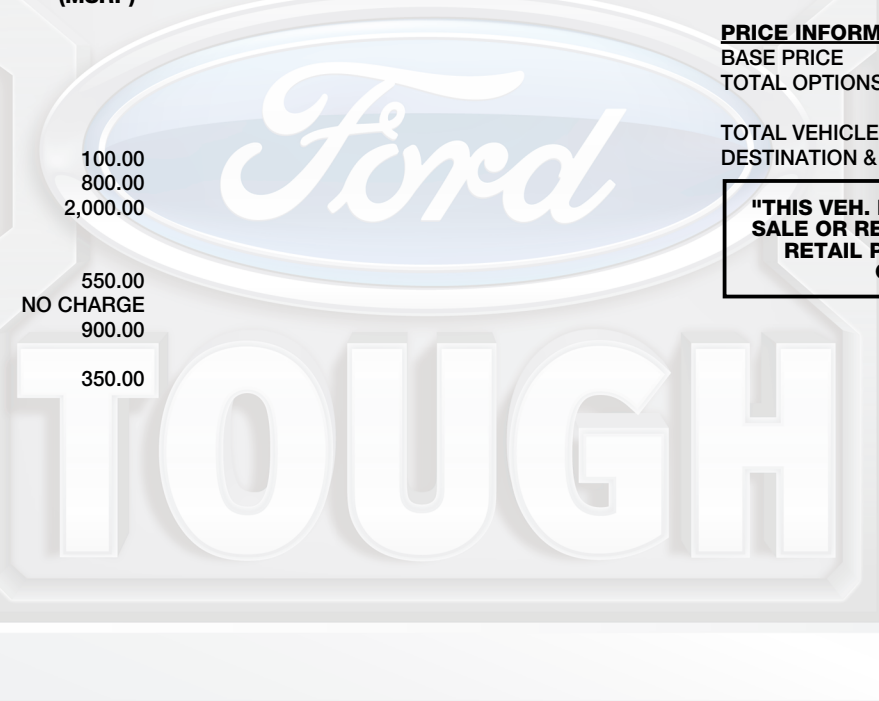 (MSRP)
100.00
800.00
2,000.00
550.00
NO CHARGE
900.00
350.00
PRICE INFORM
BASE PRICE
TOTAL OPTIONS
TOTAL VEHICLE
DESTINATION &
"THIS VEH.
SALE OR RE
RETAIL P
Ford
TOUGH